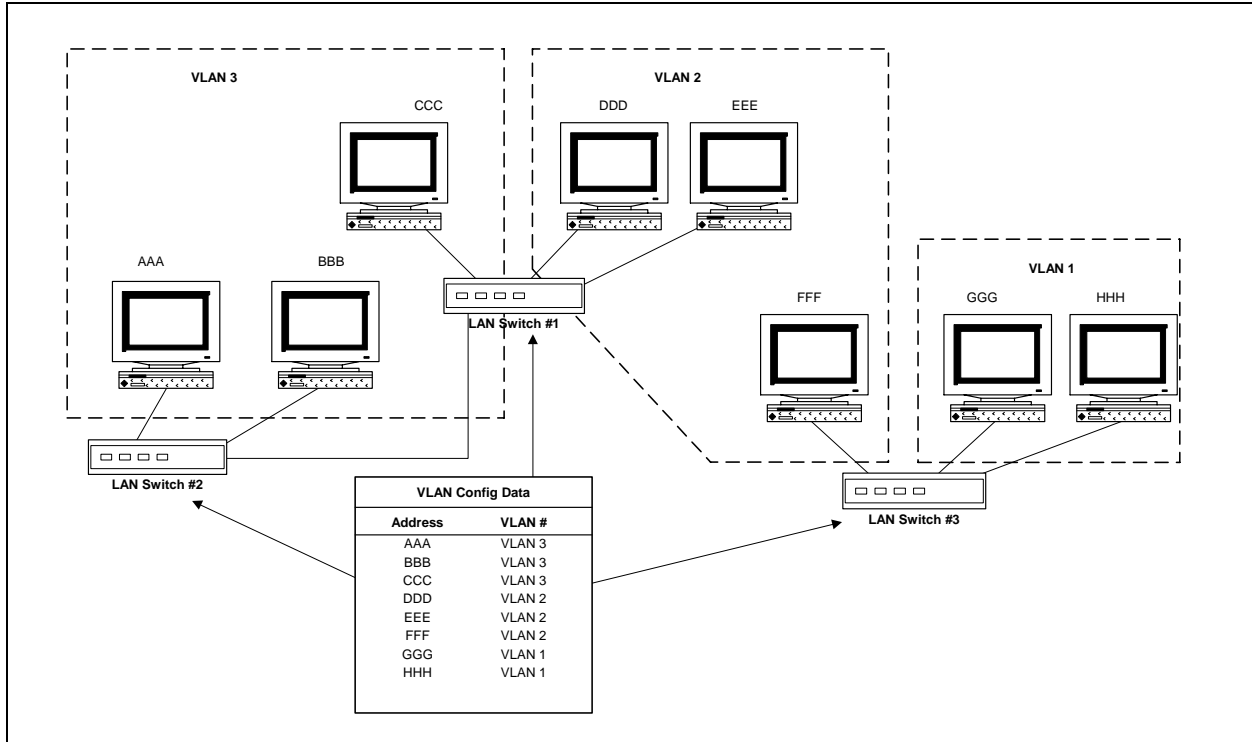 VLAN 3
VLAN 2
CCC
DDD
EEE
AAA
BBB
VLAN 1
FFF
GGG
HHH
LAN Switch #1
LAN Switch #2
LAN Switch #3
VLAN Config Data
Address VLAN #
AAA VLAN 3
BBB VLAN 3
CCC VLAN 3
DDD VLAN 2
EEE VLAN 2
FFF VLAN 2
GGG VLAN 1
HHH VLAN 1